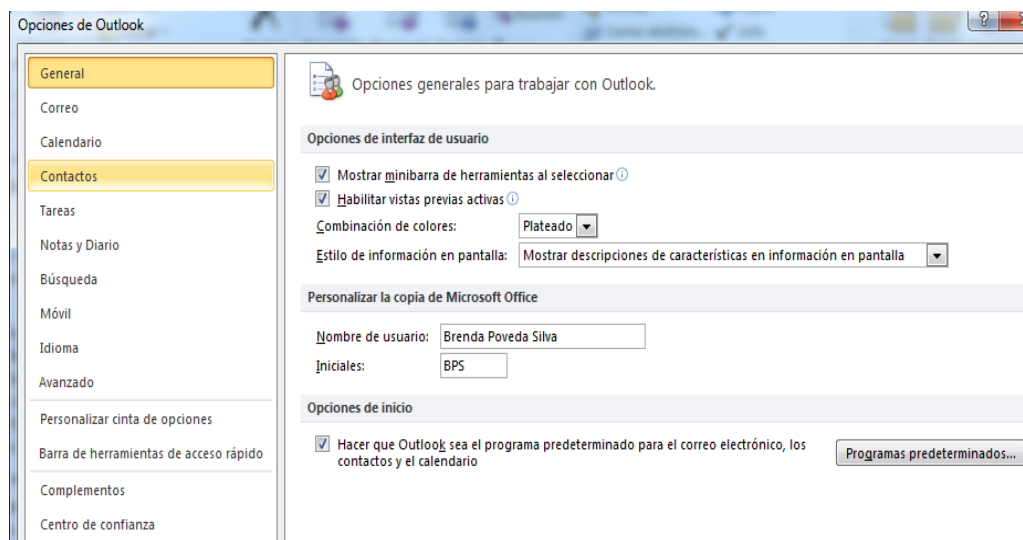 Opciones de Outlook
?
General
Correo
Calendario
Contactos
Tareas
Notas y Diario
Búsqueda
Móvil
Idioma
Avanzado
Personalizar cinta de opciones
Barra de herramientas de acceso rápido
Complementos
Centro de confianza
Opciones generales para trabajar con Outlook.
Opciones de interfaz de usuario
Mostrar minibarra de herramientas al seleccionar
Habilitar vistas previas activas
Combinación de colores: Plateado
Estilo de información en pantalla: Mostrar descripciones de características en información en pantalla
Personalizar la copia de Microsoft Office
Nombre de usuario: Brenda Poveda Silva
Iniciales: BPS
Opciones de inicio
Hacer que Outlook sea el programa predeterminado para el correo electrónico, los
contactos y el calendario
Programas predeterminados...